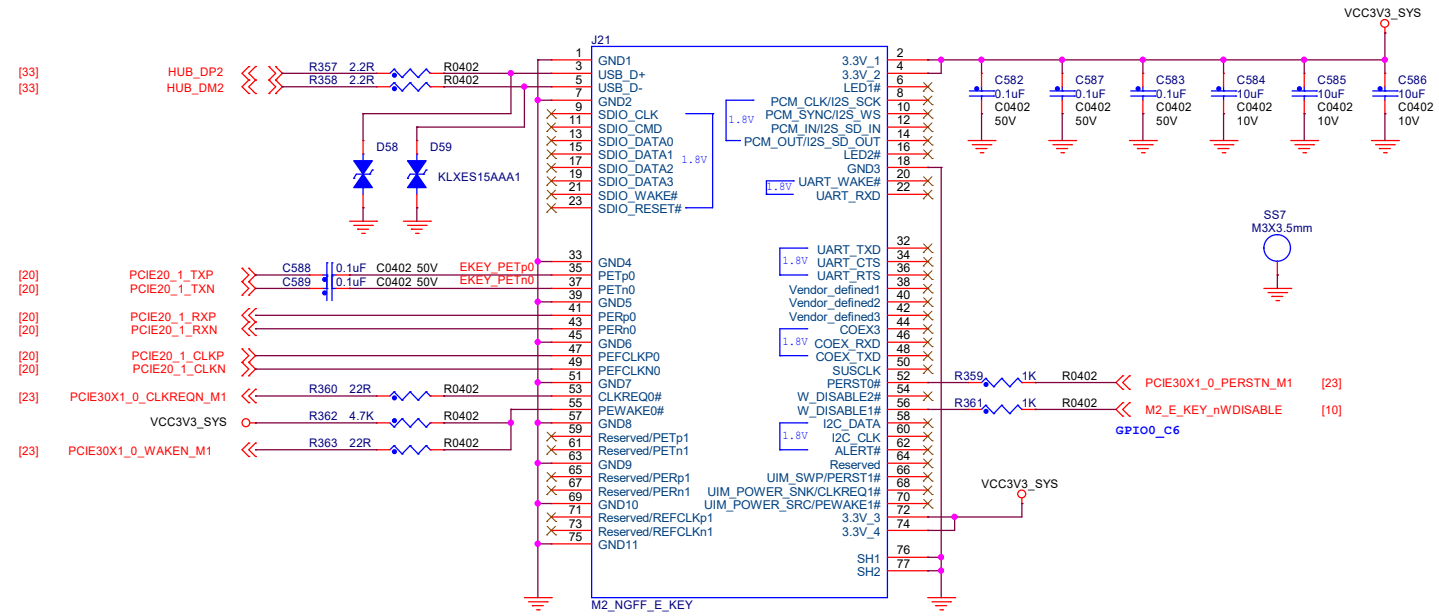 VCC3V3_SYS
J21
[33] HUB_DP2 R357 2.2R R0402
[33] HUB_DM2 R358 2.2R R0402
1 GND1
3 USB_D+
5 USB_D-
7 GND2
9 SDIO_CLK
11 SDIO_CMD
13 SDIO_DATA0
15 SDIO_DATA1
17 SDIO_DATA2
19 SDIO_DATA3
21 SDIO_WAKE#
23 SDIO_RESET#
1.8V
D58 D59
KLXES15AAA1
33 GND4
35 PETp0
37 PETn0
39 GND5
41 PERp0
43 PERn0
45 GND6
47 PEFCLKP0
49 PEFCLKN0
51 GND7
53 CLKREQ0#
55 PEWAKE0#
57 GND8
59 Reserved/PETp1
61 Reserved/PETn1
63 GND9
65 Reserved/PERp1
67 Reserved/PERn1
69 GND10
71 Reserved/REFCLKp1
73 Reserved/REFCLKn1
75 GND11
[20] PCIE20_1_TXP C588 0.1uF C0402 50V EKEY_PETp0
[20] PCIE20_1_TXN C589 0.1uF C0402 50V EKEY_PETn0
[20] PCIE20_1_RXP
[20] PCIE20_1_RXN
[20] PCIE20_1_CLKP
[20] PCIE20_1_CLKN
[23] PCIE30X1_0_CLKREQN_M1 R360 22R R0402
VCC3V3_SYS R362 4.7K R0402
[23] PCIE30X1_0_WAKEN_M1 R363 22R R0402
2 3.3V_1
4 3.3V_2
6 LED1#
8 PCM_CLK/I2S_SCK
10 PCM_SYNC/I2S_WS
12 PCM_IN/I2S_SD_IN
14 PCM_OUT/I2S_SD_OUT
16 LED2#
18 GND3
20 UART_WAKE#
22 UART_RXD
1.8V
1.8V
32 UART_TXD
34 UART_CTS
36 UART_RTS
38 Vendor_defined1
40 Vendor_defined2
42 Vendor_defined3
44 COEX3
46 COEX_RXD
48 COEX_TXD
50 SUSCLK
52 PERST0#
54 W_DISABLE2#
56 W_DISABLE1#
58 I2C_DATA
60 I2C_CLK
62 ALERT#
64 Reserved
66 UIM_SWP/PERST1#
68 UIM_POWER_SNK/CLKREQ1#
70 UIM_POWER_SRC/PEWAKE1#
72 3.3V_3
74 3.3V_4
76 SH1
77 SH2
1.8V
1.8V
1.8V
M2_NGFF_E_KEY
C582 0.1uF C0402 50V
C587 0.1uF C0402 50V
C583 0.1uF C0402 50V
C584 10uF C0402 10V
C585 10uF C0402 10V
C586 10uF C0402 10V
SS7
M3X3.5mm
R359 1K R0402 PCIE30X1_0_PERSTN_M1 [23]
R361 1K R0402 M2_E_KEY_nWDISABLE [10]
GPIO0_C6
VCC3V3_SYS